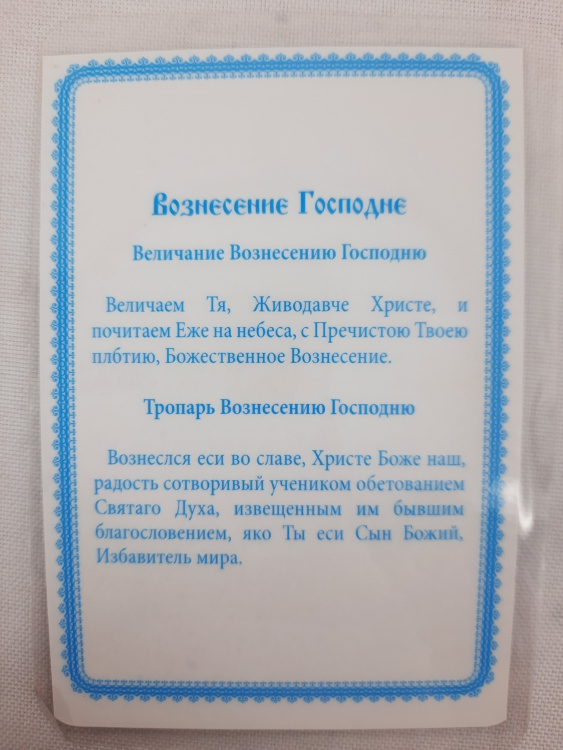 Вознесение Господне
Величание Вознесению Господню
Величаем Тя, Живодавче Христе, и
почитаем Еже на небеса, с Пречистою Твоею
плбтию, Божественное Вознесение.
Тропарь Вознесению Господню
Вознеслся еси во славе, Христе Боже наш,
радость сотворивый учеником обетованием
Святаго Духа, извещенным им бывшим
благословением, яко Ты еси Сын Божий,
Избавитель мира.